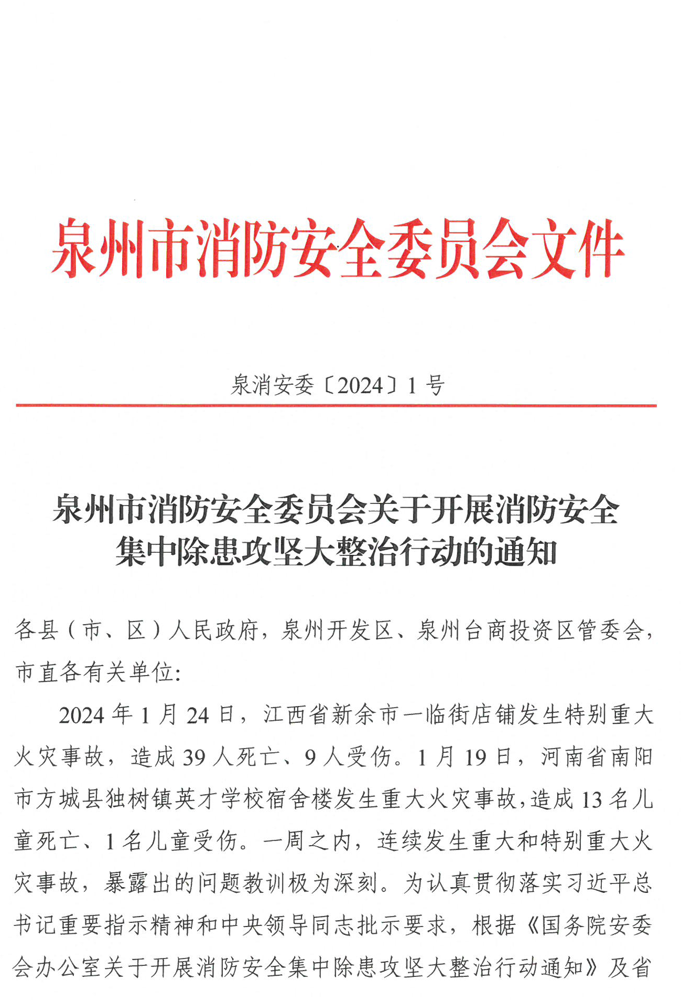 泉州市消防安全委员会文件
泉消安委〔2024〕1 号
泉州市消防安全委员会关于开展消防安全
集中除患攻坚大整治行动的通知
各县（市、区）人民政府，泉州开发区、泉州台商投资区管委会，
市直各有关单位：
2024 年 1 月 24 日，江西省新余市一临街店铺发生特别重大
火灾事故，造成 39 人死亡、9 人受伤。1 月 19 日，河南省南阳
市方城县独树镇英才学校宿舍楼发生重大火灾事故，造成 13 名儿
童死亡、1 名儿童受伤。一周之内，连续发生重大和特别重大火
灾事故，暴露出的问题教训极为深刻。为认真贯彻落实习近平总
书记重要指示精神和中央领导同志批示要求，根据《国务院安委
会办公室关于开展消防安全集中除患攻坚大整治行动通知》及省